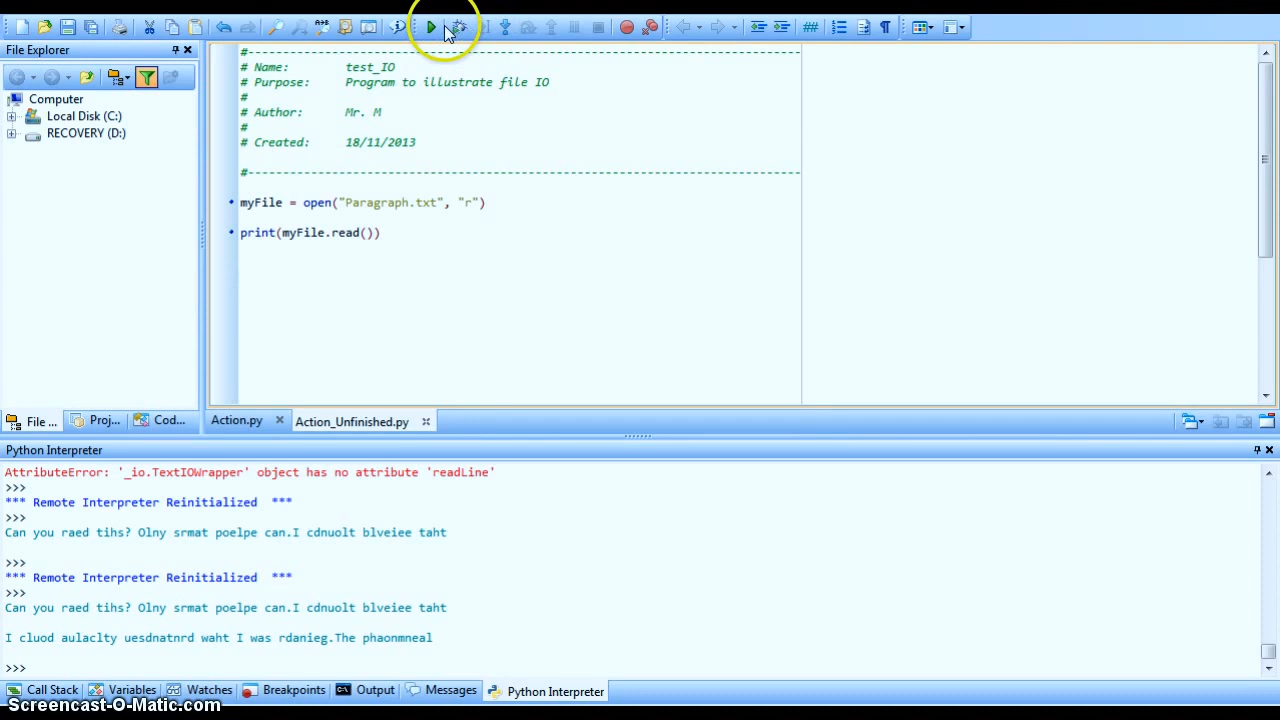 File Explorer
Computer
Local Disk (C:)
RECOVERY (D:)
File ...
Proj...
Cod...
#-------------------------------------------------------------------------------
# Name:        test_IO
# Purpose:     Program to illustrate file IO
#
# Author:      Mr. M
#
# Created:     18/11/2013
#-------------------------------------------------------------------------------
myFile = open("Paragraph.txt", "r")
print(myFile.read())
Action.py
Action_Unfinished.py
Python Interpreter
AttributeError: '_io.TextIOWrapper' object has no attribute 'readLine'
>>>
*** Remote Interpreter Reinitialized  ***
>>>
Can you raed tihs? Olny srmat poelpe can.I cdnuolt blveiee taht
>>>
*** Remote Interpreter Reinitialized  ***
>>>
Can you raed tihs? Olny srmat poelpe can.I cdnuolt blveiee taht
I cluod aulaclty uesdnatnrd waht I was rdanieg.The phaonmneal
>>>
Call Stack
Variables
Watches
Breakpoints
Output
Messages
Python Interpreter
Screencast-O-Matic.com